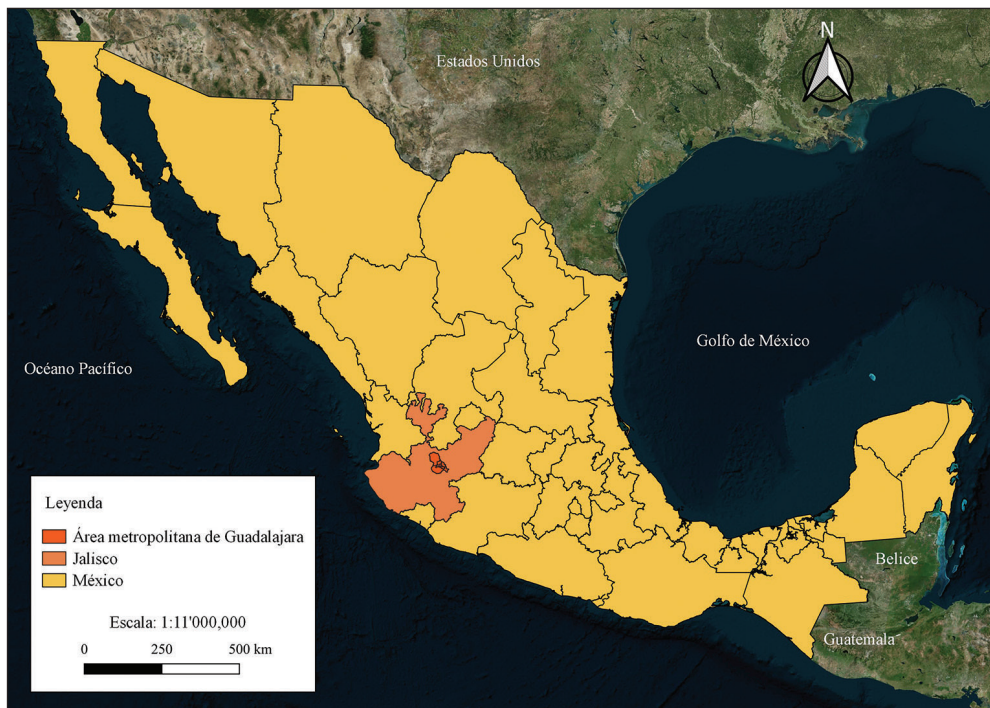 N
Estados Unidos
Golfo de México
Océano Pacífico
Leyenda
Área metropolitana de Guadalajara
Jalisco
México
Escala: 1:11'000,000
0 250 500 km
Belice
Guatemala